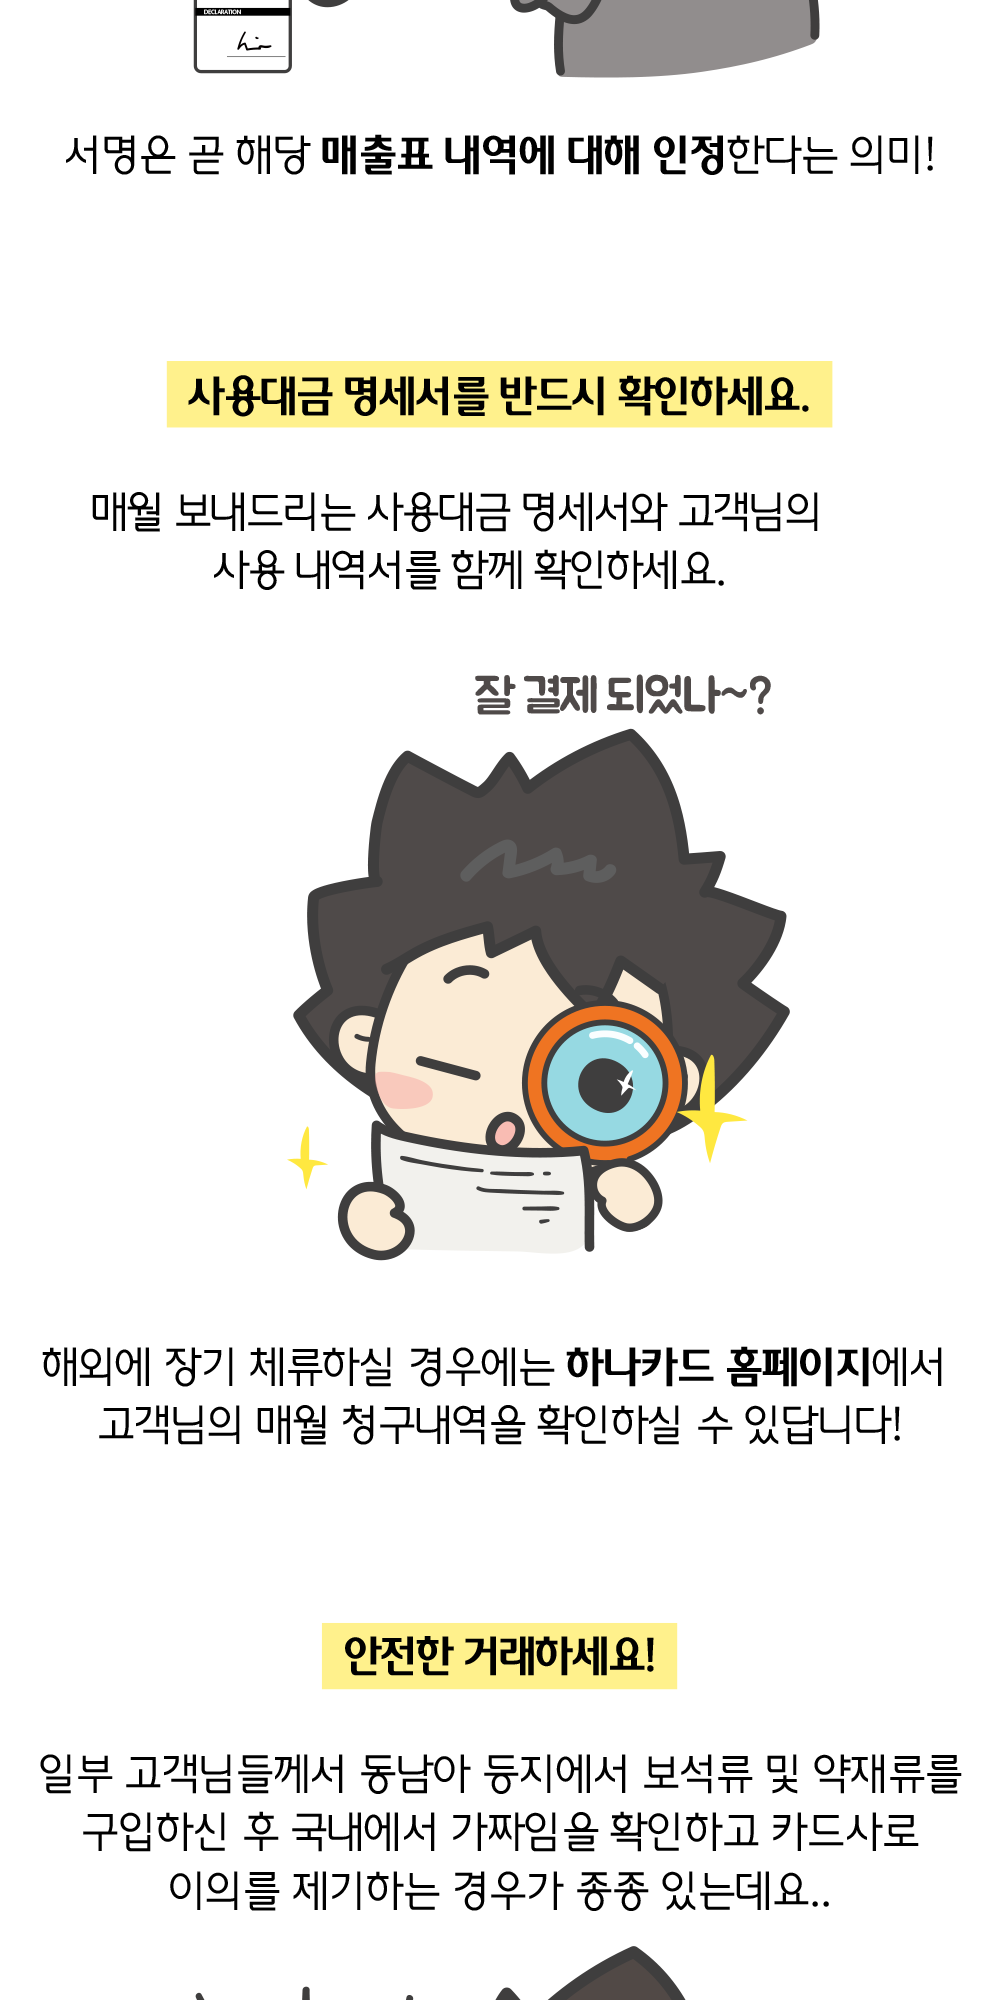 DECLARATION
서명은 곧 해당 매출표 내역에 대해 인정한다는 의미!
사용대금 명세서를 반드시 확인하세요.
매월 보내드리는 사용대금 명세서와 고객님의
사용 내역서를 함께 확인하세요.
잘 결제 되었나~?
해외에 장기 체류하실 경우에는 하나카드 홈페이지에서
고객님의 매월 청구내역을 확인하실 수 있답니다!
안전한 거래하세요!
일부 고객님들께서 동남아 등지에서 보석류 및 약재류를
구입하신 후 국내에서 가짜임을 확인하고 카드사로
이의를 제기하는 경우가 종종 있는데요..